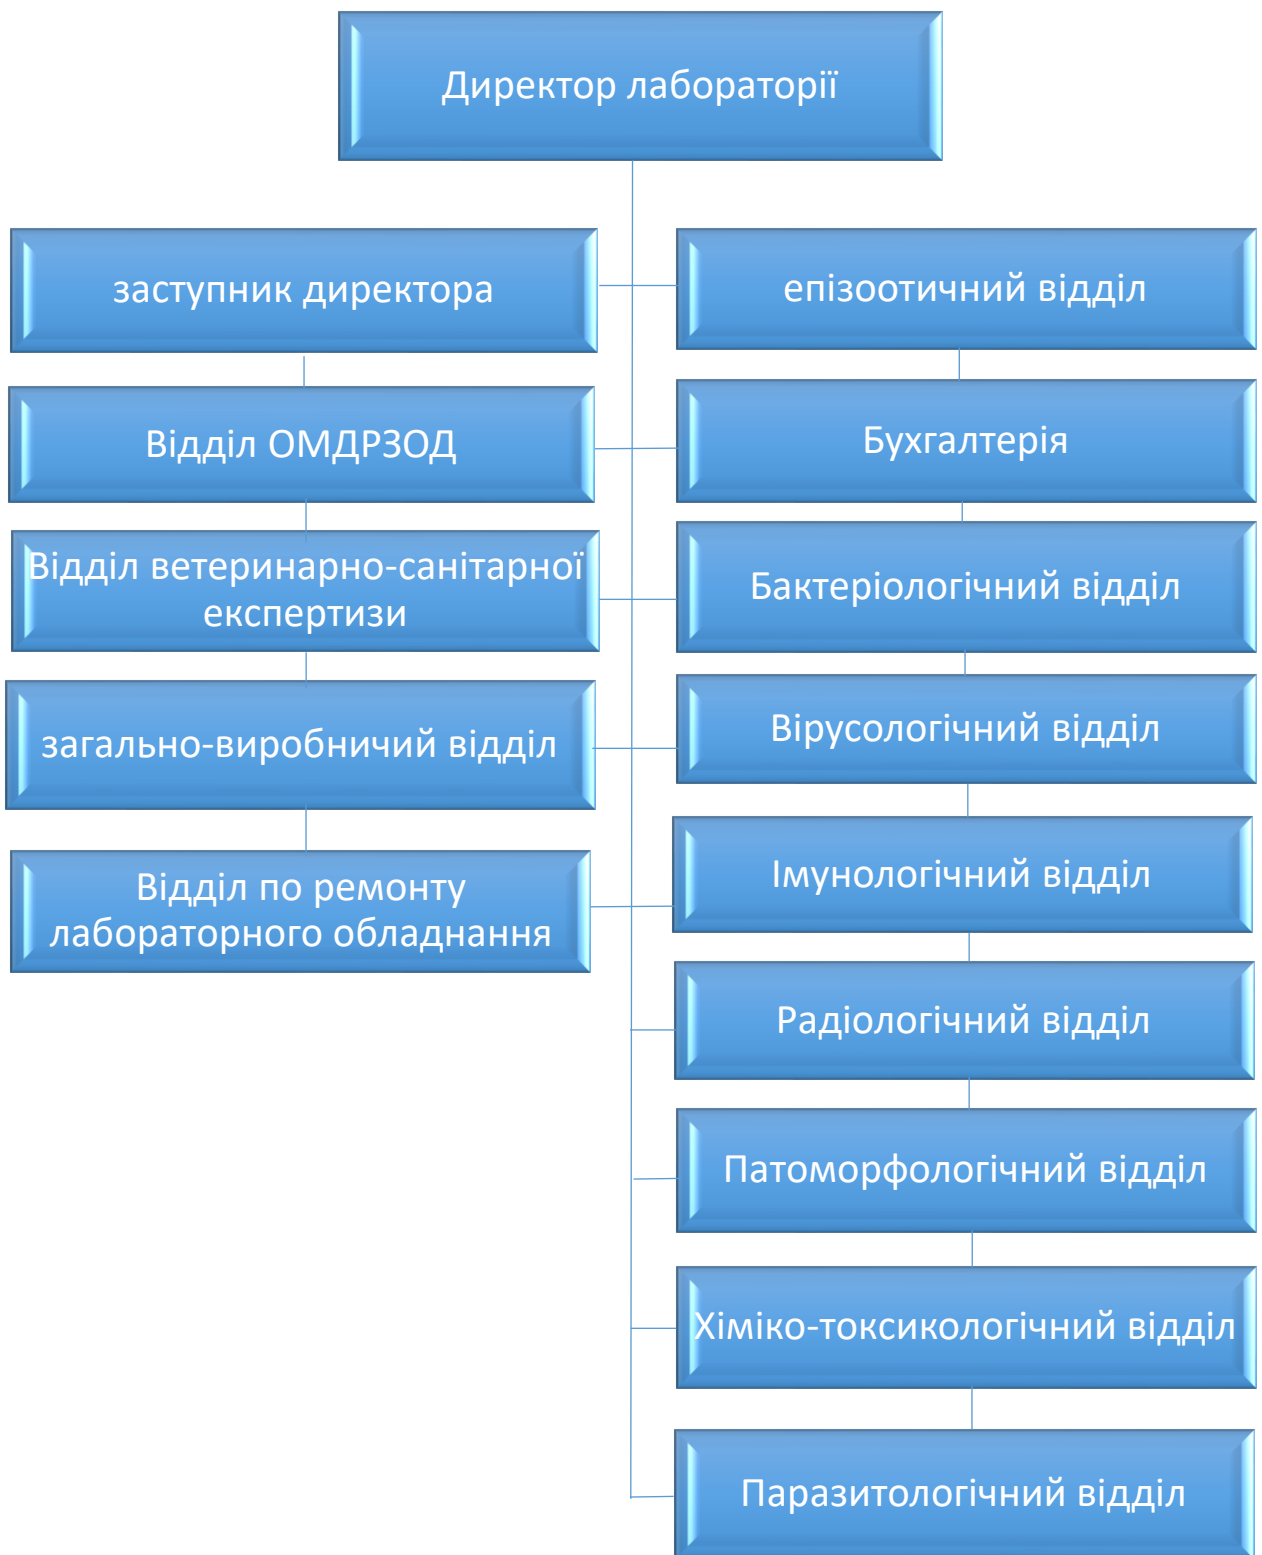 Директор лабораторії
заступник директора
епізоотичний відділ
Відділ ОМДРЗОД
Бухгалтерія
Відділ ветеринарно-санітарної
експертизи
Бактеріологічний відділ
загально-виробничий відділ
Вірусологічний відділ
Відділ по ремонту
лабораторного обладнання
Імунологічний відділ
Радіологічний відділ
Патоморфологічний відділ
Хіміко-токсикологічний відділ
Паразитологічний відділ